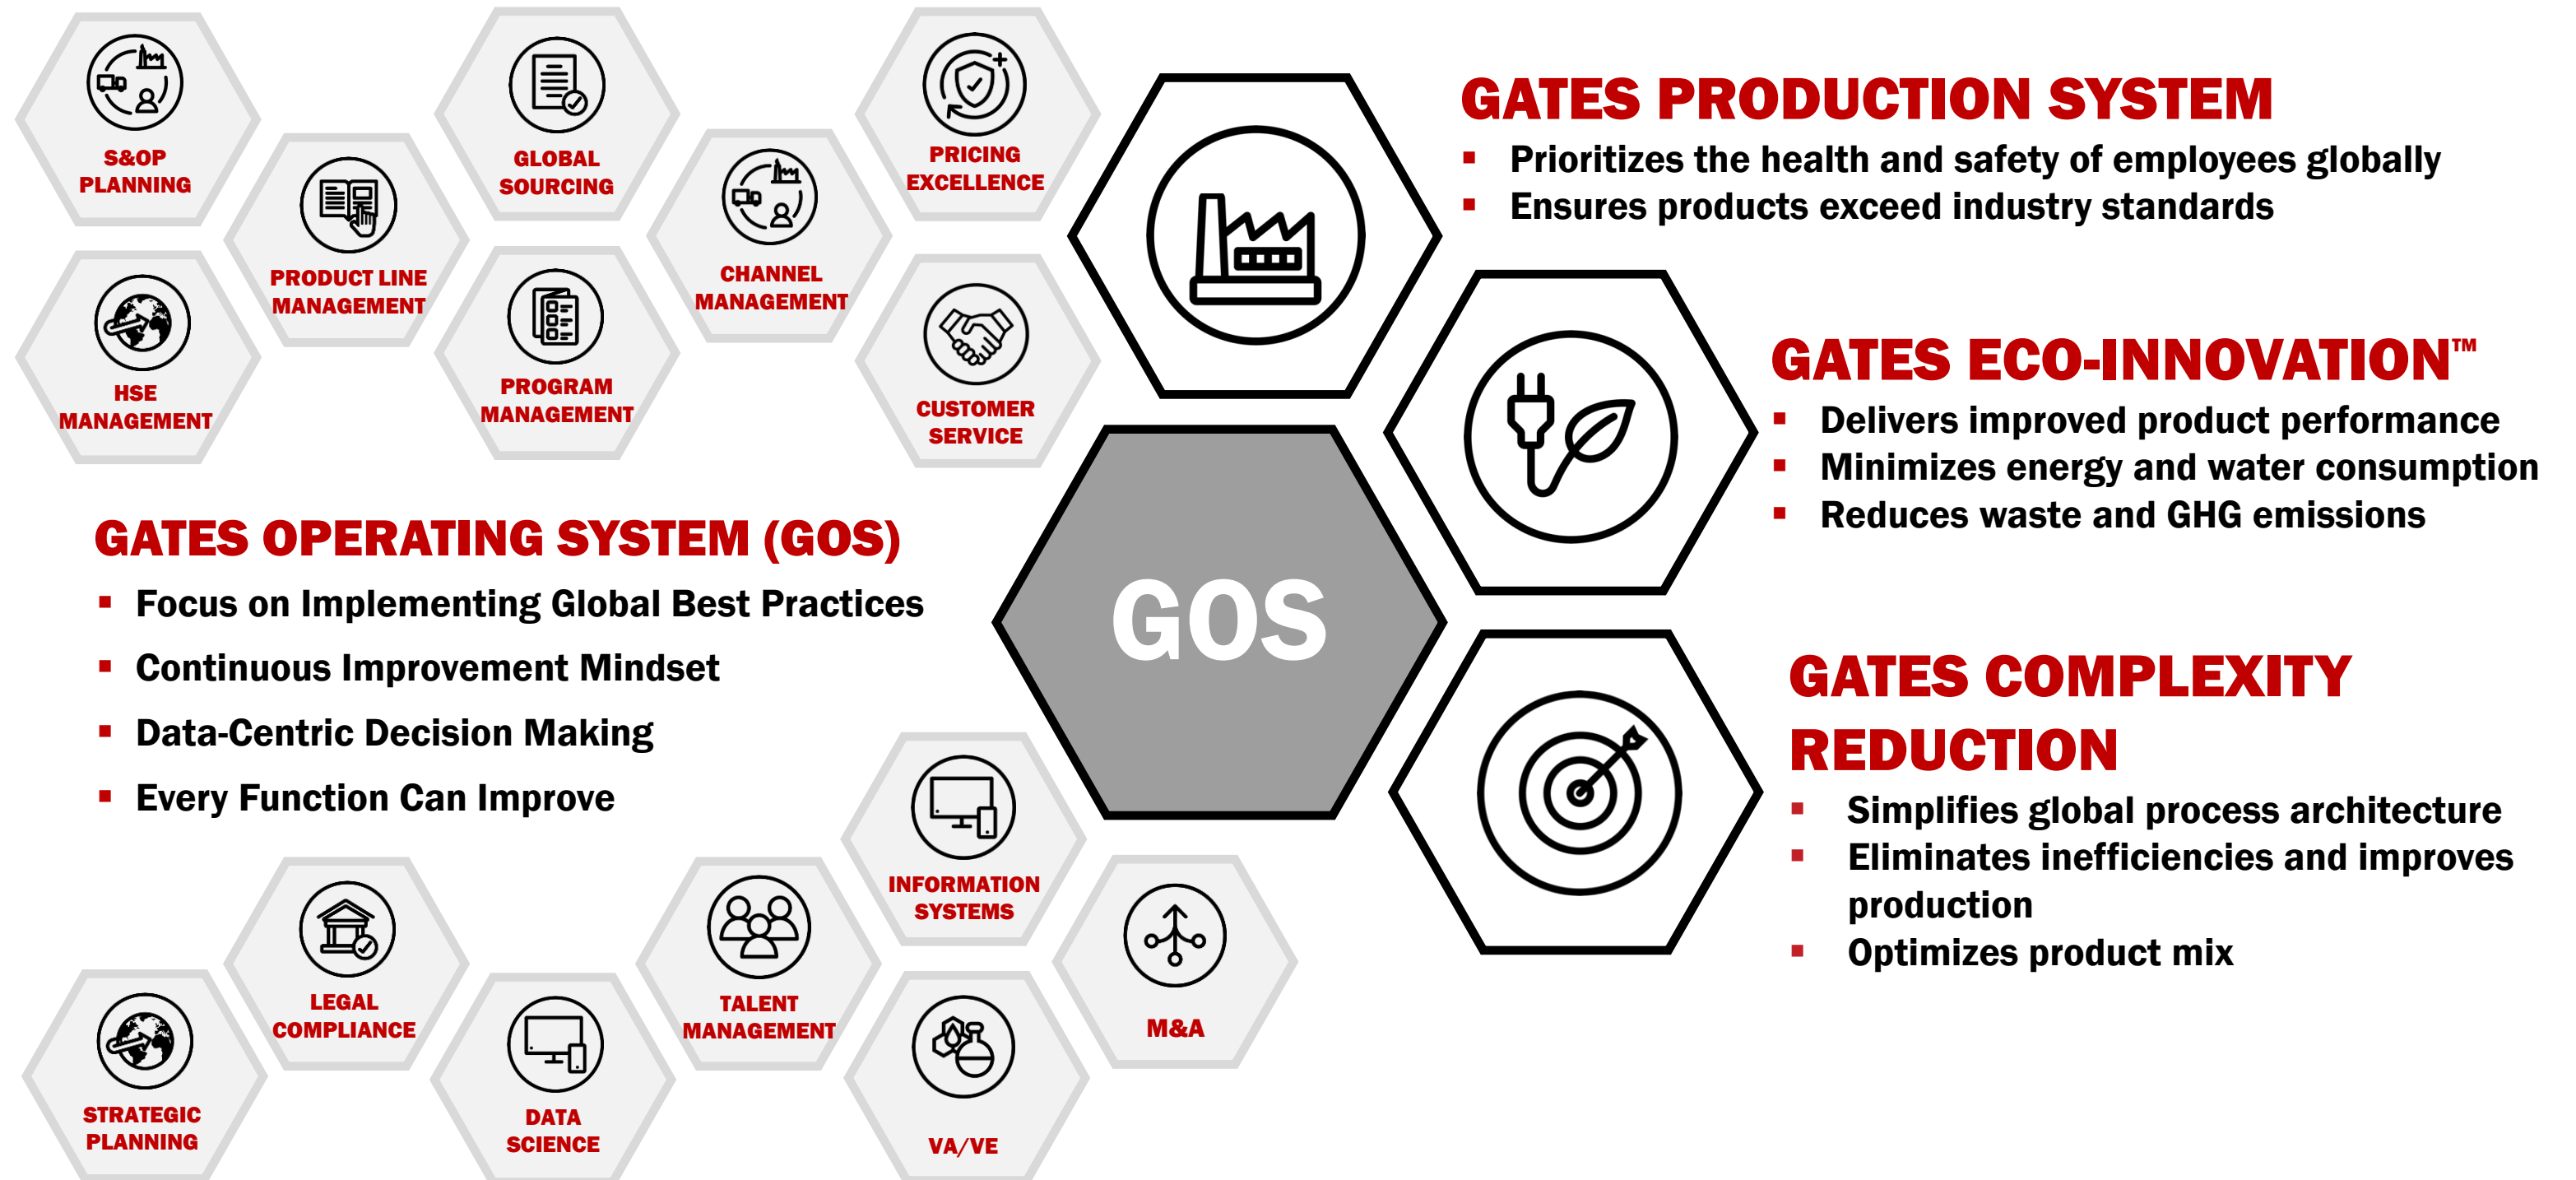 S&OP
PLANNING
GLOBAL
SOURCING
PRICING
EXCELLENCE
PRODUCT LINE
MANAGEMENT
CHANNEL
MANAGEMENT
HSE
MANAGEMENT
PROGRAM
MANAGEMENT
CUSTOMER
SERVICE
GATES OPERATING SYSTEM (GOS)
▪ Focus on Implementing Global Best Practices
▪ Continuous Improvement Mindset
▪ Data-Centric Decision Making
▪ Every Function Can Improve
GOS
INFORMATION
SYSTEMS
LEGAL
COMPLIANCE
TALENT
MANAGEMENT
M&A
STRATEGIC
PLANNING
DATA
SCIENCE
VA/VE
GATES PRODUCTION SYSTEM
▪ Prioritizes the health and safety of employees globally
▪ Ensures products exceed industry standards
GATES ECO-INNOVATION™
▪ Delivers improved product performance
▪ Minimizes energy and water consumption
▪ Reduces waste and GHG emissions
GATES COMPLEXITY
REDUCTION
▪ Simplifies global process architecture
▪ Eliminates inefficiencies and improves
production
▪ Optimizes product mix